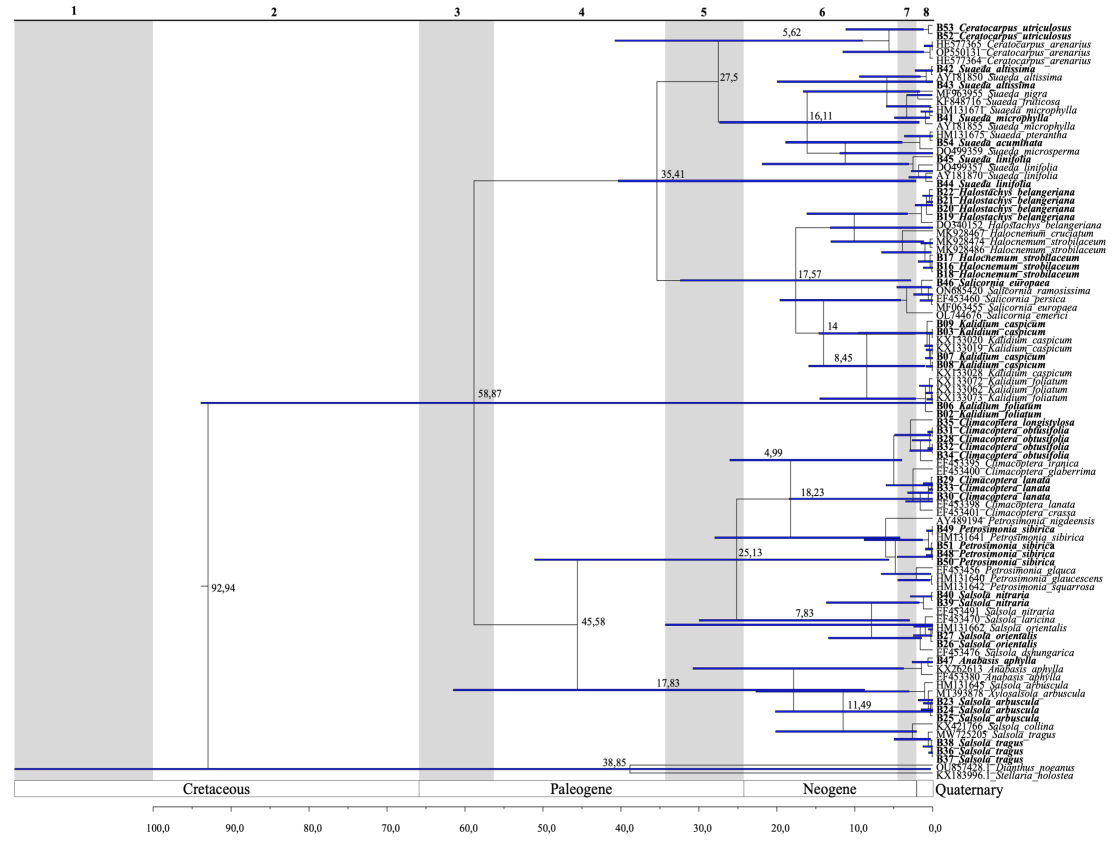 1 2 3 4 5 6 7 8
B53 Ceratocarpus utriculosus
5,62
B52 Ceratocarpus utriculosus
HE577365 Ceratocarpus arenarius
OP550131 Ceratocarpus arenarius
HE577364 Ceratocarpus arenarius
B42 Suaeda altissima
27,5
AY181850 Suaeda altissima
B43 Suaeda altissima
MF963955 Suaeda nigra
KF848716 Suaeda fruticosa
HM131671 Suaeda microphylla
16,11
B41 Suaeda microphylla
AY181855 Suaeda microphylla
HM131675 Suaeda pterantha
B54 Suaeda acuminata
DQ499359 Suaeda microsperma
B45 Suaeda linifolia
DQ499357 Suaeda linifolia
35,41
AY181870 Suaeda linifolia
B44 Suaeda linifolia
B22 Halostachys belangeriana
B21 Halostachys belangeriana
B20 Halostachys belangeriana
B19 Halostachys belangeriana
DQ340152 Halostachys belangeriana
MK928467 Halocnemum cruciatum
MK928474 Halocnemum strobilaceum
MK928486 Halocnemum strobilaceum
B17 Halocnemum strobilaceum
B16 Halocnemum strobilaceum
17,57
B18 Halocnemum strobilaceum
B46 Salicornia europaea
ON685420 Salicornia ramosissima
EF453460 Salicornia persica
MF063455 Salicornia europaea
OL744676 Salicornia emerici
B09 Kalidium caspicum
14
B03 Kalidium caspicum
KX133020 Kalidium caspicum
KX133019 Kalidium caspicum
8,45
B07 Kalidium caspicum
B08 Kalidium caspicum
KX133028 Kalidium caspicum
KX133072 Kalidium foliatum
KX133062 Kalidium foliatum
58,87
KX133073 Kalidium foliatum
B06 Kalidium foliatum
B02 Kalidium foliatum
B35 Climacoptera longistylosa
B31 Climacoptera obtusifolia
B28 Climacoptera obtusifolia
B32 Climacoptera obtusifolia
4,99
B34 Climacoptera obtusifolia
EF453395 Climacoptera iranica
EF453400 Climacoptera glaberrima
B29 Climacoptera lanata
B33 Climacoptera lanata
18,23
B30 Climacoptera lanata
EF453398 Climacoptera lanata
EF453401 Climacoptera crassa
AY489194 Petrosimonia nigdeensis
B49 Petrosimonia sibirica
HM131641 Petrosimonia sibirica
B51 Petrosimonia sibirica
25,13
B48 Petrosimonia sibirica
B50 Petrosimonia sibirica
EF453456 Petrosimonia glauca
HM131640 Petrosimonia glaucescens
92,94
HM131642 Petrosimonia squarrosa
B40 Salsola nitraria
B39 Salsola nitraria
7,83
EF453491 Salsola nitraria
EF453470 Salsola laricina
45,58
HM131662 Salsola orientalis
B27 Salsola orientalis
B26 Salsola orientalis
EF453476 Salsola dshungarica
B47 Anabasis aphylla
KX262613 Anabasis aphylla
EF453380 Anabasis aphylla
17,83
HM131645 Salsola arbuscula
MT393878 Xylosalsola arbuscula
B23 Salsola arbuscula
11,49
B24 Salsola arbuscula
B25 Salsola arbuscula
KX421766 Salsola collina
MW725205 Salsola tragus
B38 Salsola tragus
B36 Salsola tragus
B37 Salsola tragus
38,85
OU857428.1 Dianthus noeanus
KX183996.1 Stellaria holostea
Cretaceous Paleogene Neogene Quaternary
100,0 90,0 80,0 70,0 60,0 50,0 40,0 30,0 20,0 10,0 0,0